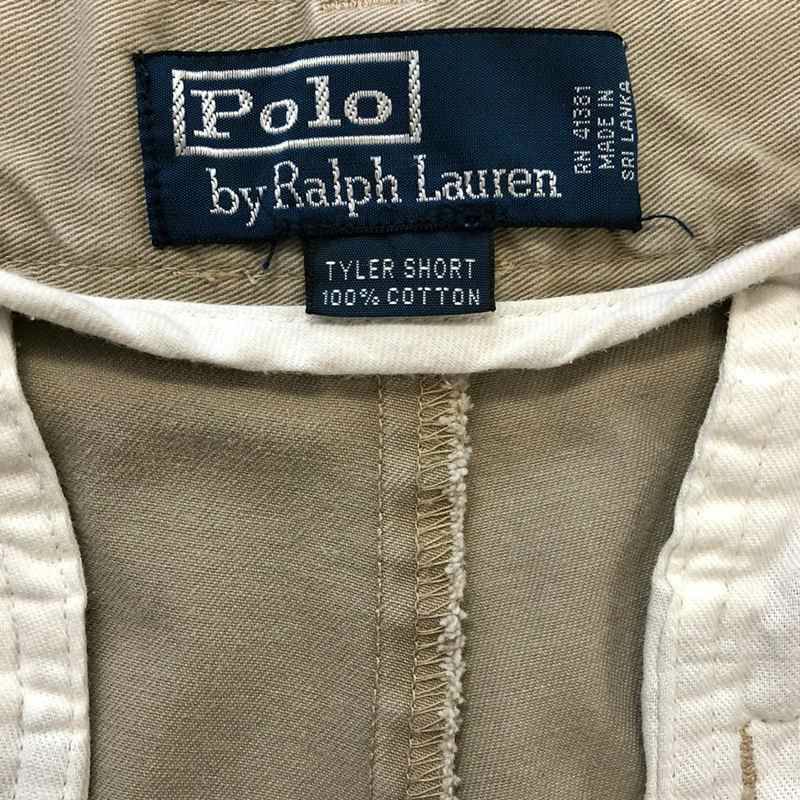 Polo
by Ralph Lauren
RN 41381
MADE IN
SRI LANKA
TYLER SHORT
100% COTTON